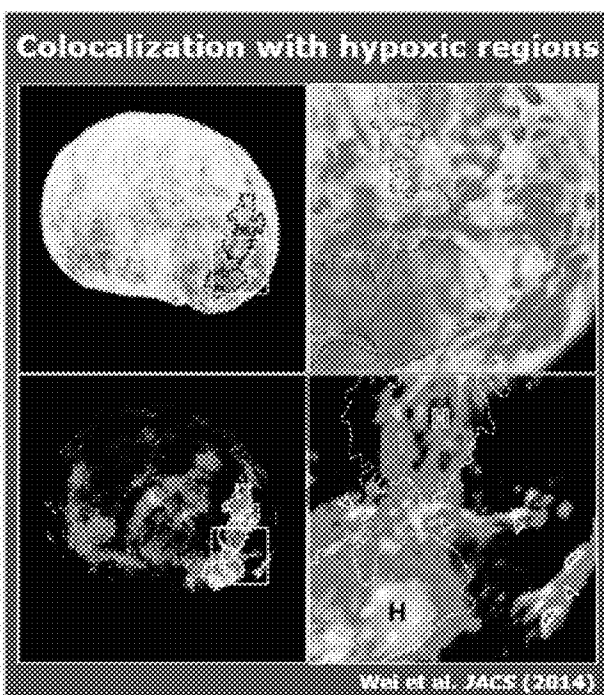 Colocalization with hypoxic regions
H
H
Wei et al. JACS (2014)